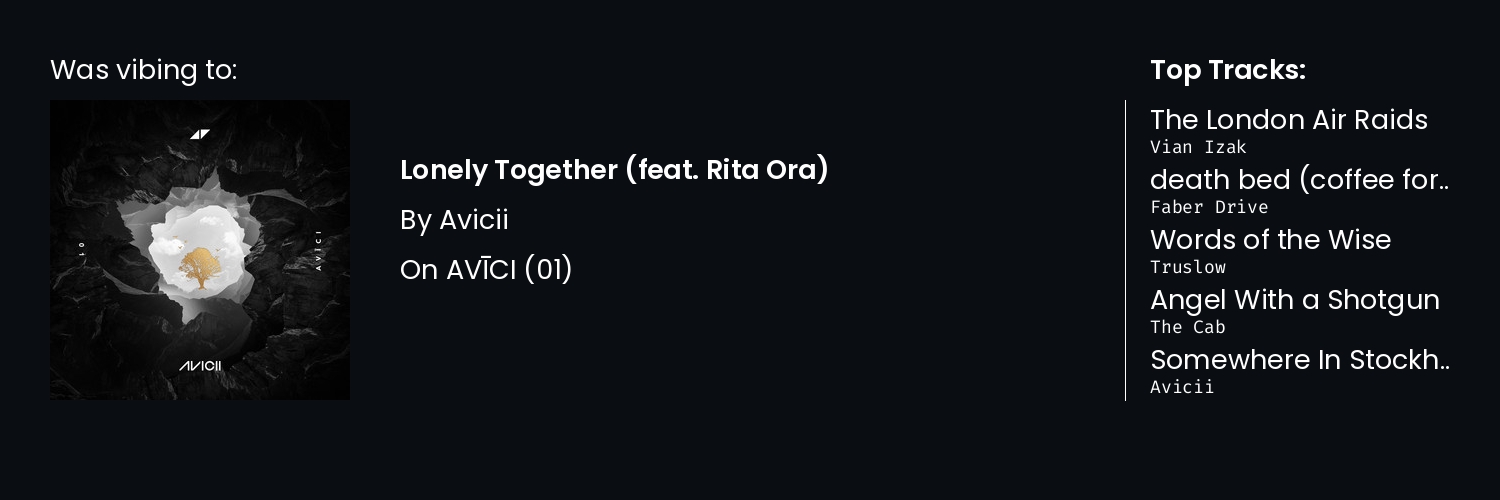 Was vibing to:
01
AVĪCI
AVICII
Lonely Together (feat. Rita Ora)
By Avicii
On AVĪCI (01)
Top Tracks:
The London Air Raids
Vian Izak
death bed (coffee for..
Faber Drive
Words of the Wise
Truslow
Angel With a Shotgun
The Cab
Somewhere In Stockh..
Avicii